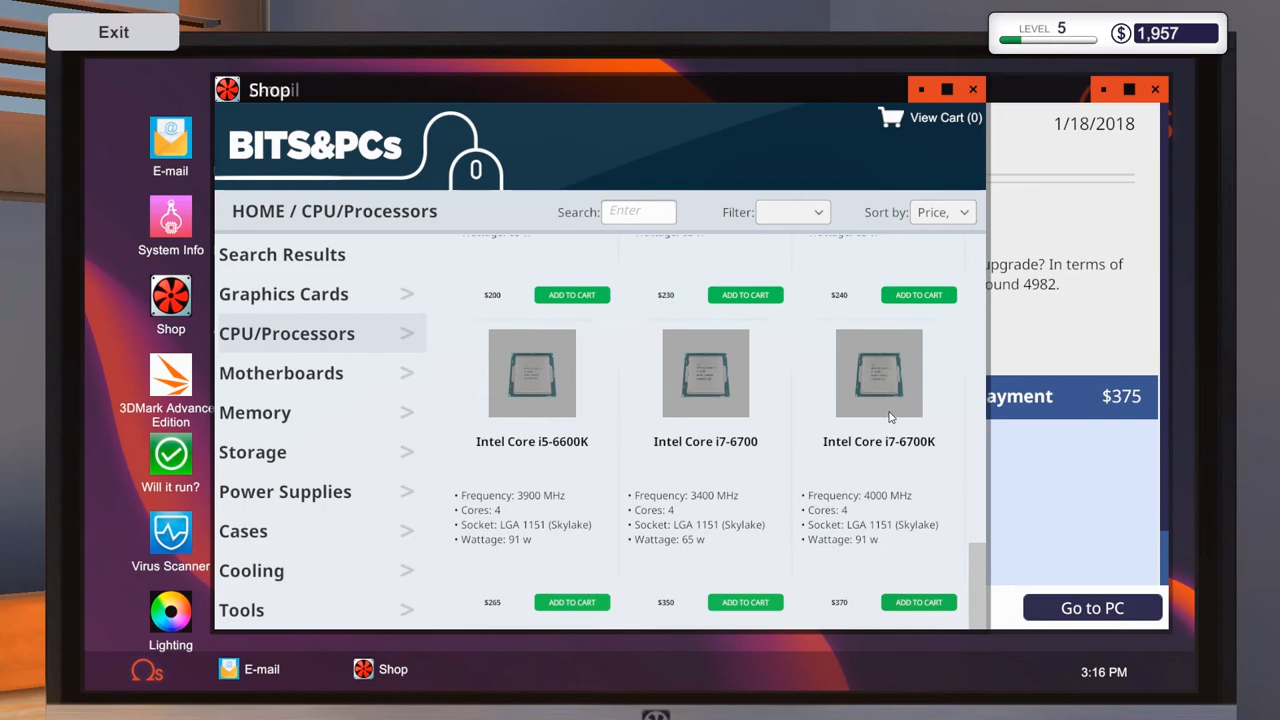 Exit
LEVEL 5
$ 1,957
Shop
BITS&PCs
View Cart (0)
1/18/2018
HOME / CPU/Processors
Search: Enter
Filter:
Sort by: Price,
E-mail
System Info
Shop
3DMark Advance
Edition
Will it run?
Virus Scanner
Lighting
Search Results
Graphics Cards >
CPU/Processors >
Motherboards >
Memory >
Storage >
Power Supplies >
Cases >
Cooling >
Tools >
$200 ADD TO CART
$230 ADD TO CART
$240 ADD TO CART
Intel Core i5-6600K
• Frequency: 3900 MHz
• Cores: 4
• Socket: LGA 1151 (Skylake)
• Wattage: 91 w
$265 ADD TO CART
Intel Core i7-6700
• Frequency: 3400 MHz
• Cores: 4
• Socket: LGA 1151 (Skylake)
• Wattage: 65 w
$350 ADD TO CART
Intel Core i7-6700K
• Frequency: 4000 MHz
• Cores: 4
• Socket: LGA 1151 (Skylake)
• Wattage: 91 w
$370 ADD TO CART
upgrade? In terms of
ound 4982.
ayment $375
Go to PC
Ωs
E-mail
Shop
3:16 PM